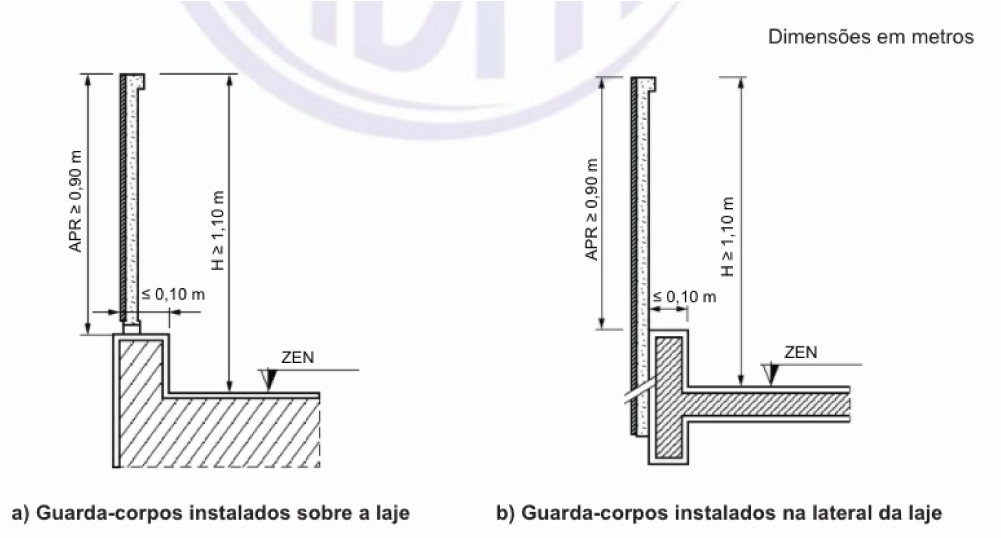 Dimensões em metros
APR ≥ 0,90 m
H ≥ 1,10 m
≤ 0,10 m
ZEN
APR ≥ 0,90 m
H ≥ 1,10 m
≤ 0,10 m
ZEN
a) Guarda-corpos instalados sobre a laje
b) Guarda-corpos instalados na lateral da laje